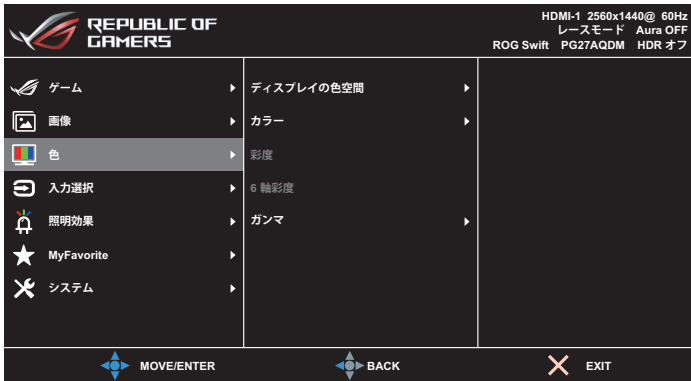 REPUBLIC OF
GAMERS
HDMI-1 2560x1440@ 60Hz
レースモード Aura OFF
ROG Swift PG27AQDM HDR オフ
ゲーム
画像
色
入力選択
照明効果
MyFavorite
システム
ディスプレイの色空間
カラー
彩度
6 軸彩度
ガンマ
MOVE/ENTER
BACK
EXIT